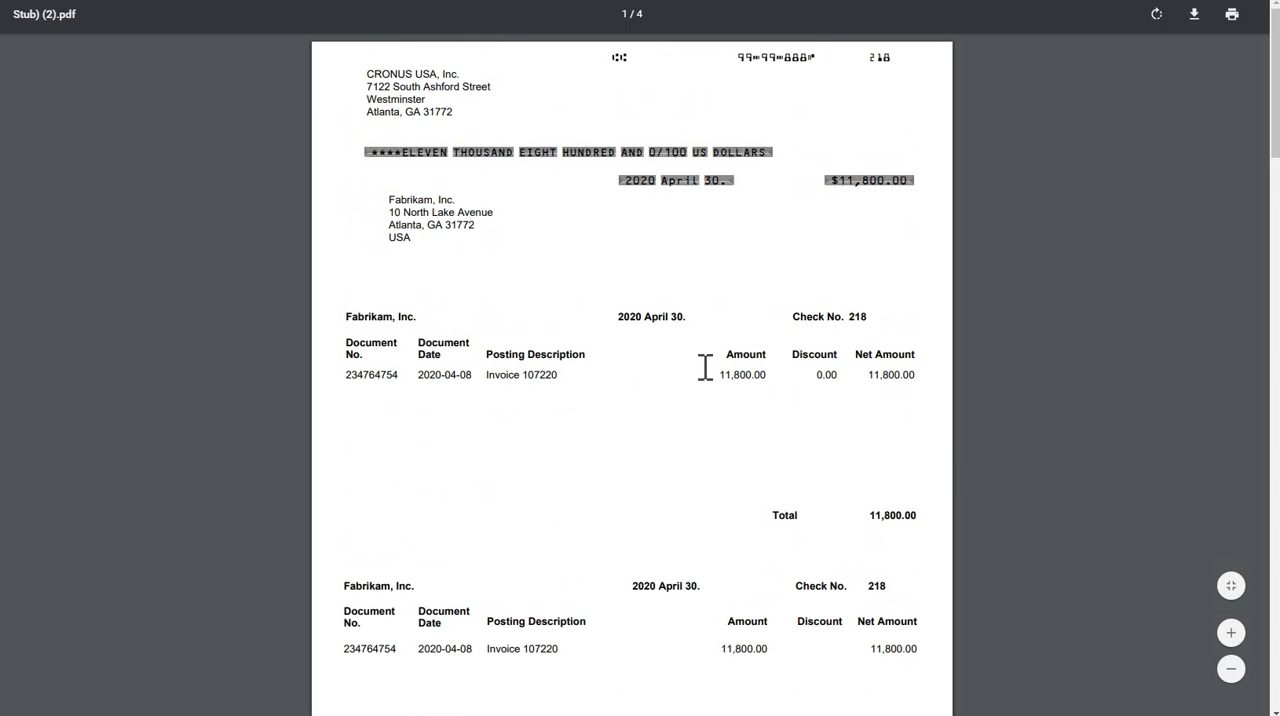 Stub) (2).pdf
1 / 4
218
CRONUS USA, Inc.
7122 South Ashford Street
Westminster
Atlanta, GA 31772
****ELEVEN THOUSAND EIGHT HUNDRED AND 0/100 US DOLLARS
2020 April 30. $11,800.00
Fabrikam, Inc.
10 North Lake Avenue
Atlanta, GA 31772
USA
Fabrikam, Inc. 2020 April 30. Check No. 218
Document No. Document Date Posting Description Amount Discount Net Amount
234764754 2020-04-08 Invoice 107220 11,800.00 0.00 11,800.00
Total 11,800.00
Fabrikam, Inc. 2020 April 30. Check No. 218
Document No. Document Date Posting Description Amount Discount Net Amount
234764754 2020-04-08 Invoice 107220 11,800.00 11,800.00